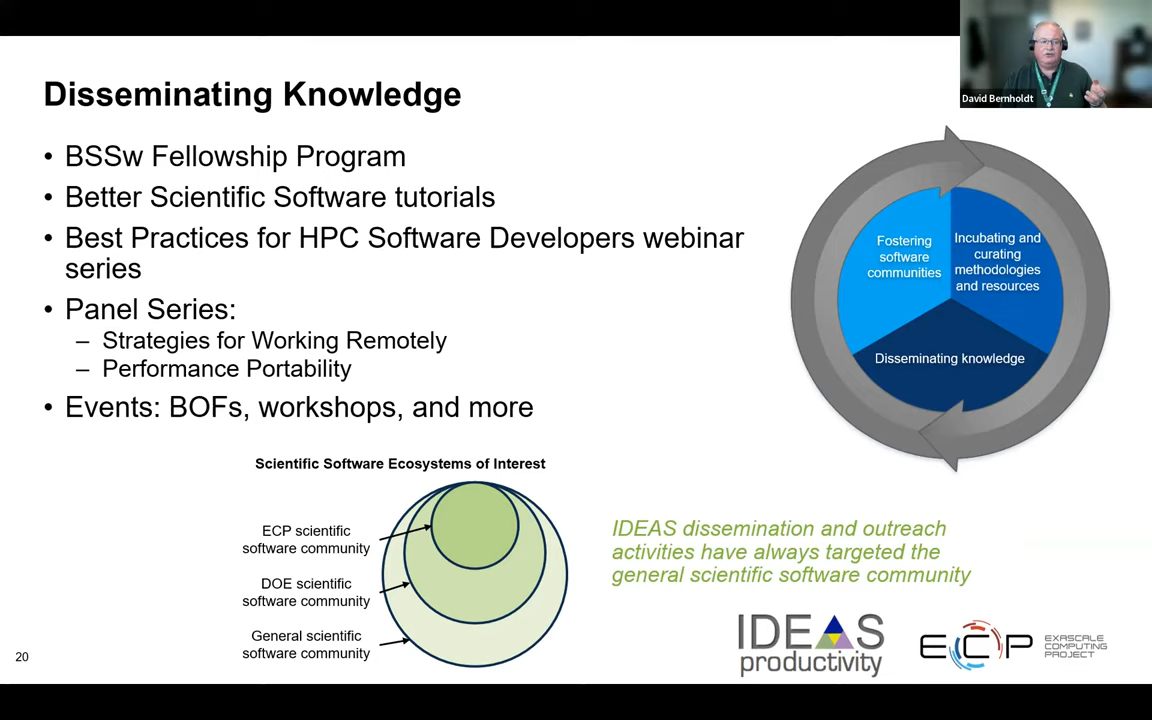 Disseminating Knowledge
David Bernholdt
• BSSw Fellowship Program
• Better Scientific Software tutorials
• Best Practices for HPC Software Developers webinar
series
• Panel Series:
– Strategies for Working Remotely
– Performance Portability
• Events: BOFs, workshops, and more
Fostering
software
communities
Incubating and
curating
methodologies
and resources
Disseminating knowledge
Scientific Software Ecosystems of Interest
ECP scientific
software community
DOE scientific
software community
General scientific
software community
IDEAS dissemination and outreach
activities have always targeted the
general scientific software community
IDEAS
productivity
ECP
EXASCALE
COMPUTING
PROJECT
20